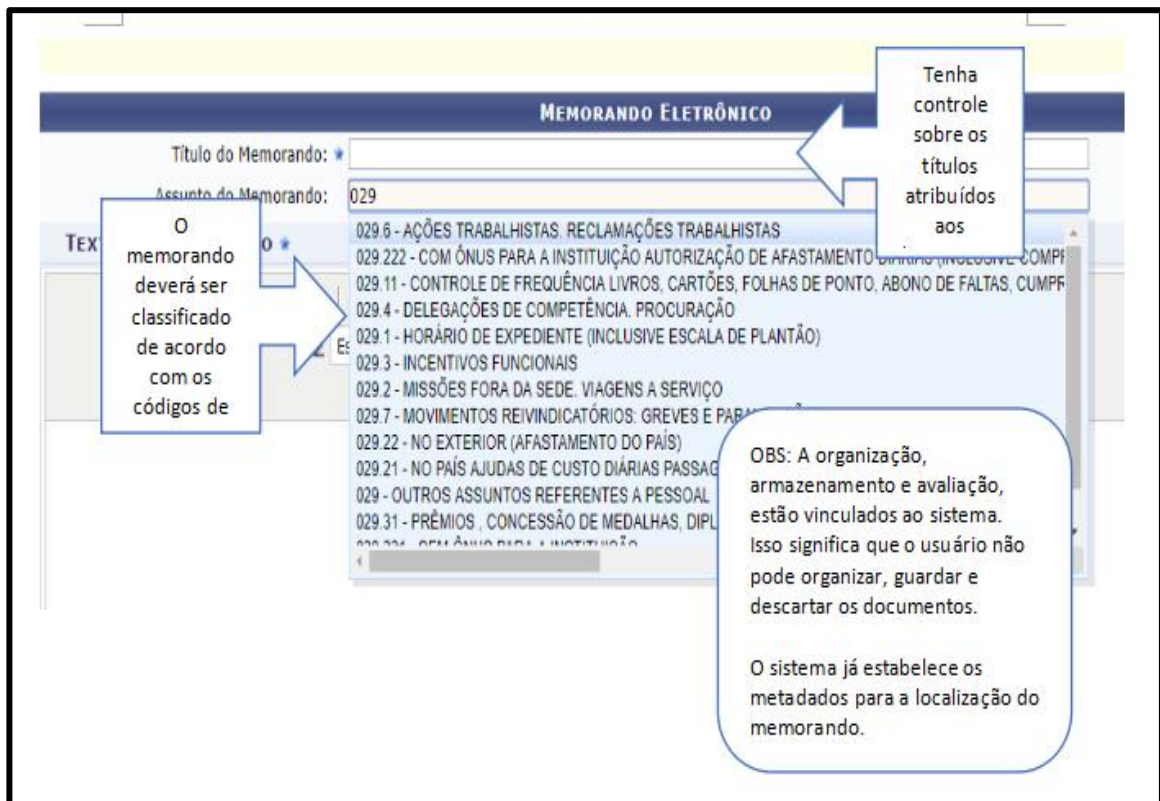 MEMORANDO ELETRÔNICO
Título do Memorando: ★
Assunto do Memorando: 029
Tenha
controle
sobre os
títulos
atribuídos
aos
O
memorando
deverá ser
classificado
de acordo
com os
códigos de
029.6 - AÇÕES TRABALHISTAS. RECLAMAÇÕES TRABALHISTAS
029.222 - COM ÔNUS PARA A INSTITUIÇÃO AUTORIZAÇÃO DE AFASTAMENTO DIÁRIAS (INCLUSIVE COMPR
029.11 - CONTROLE DE FREQUÊNCIA LIVROS, CARTÕES, FOLHAS DE PONTO, ABONO DE FALTAS, CUMPR
029.4 - DELEGAÇÕES DE COMPETÊNCIA. PROCURAÇÃO
029.1 - HORÁRIO DE EXPEDIENTE (INCLUSIVE ESCALA DE PLANTÃO)
029.3 - INCENTIVOS FUNCIONAIS
029.2 - MISSÕES FORA DA SEDE. VIAGENS A SERVIÇO
029.7 - MOVIMENTOS REIVINDICATÓRIOS: GREVES E
029.22 - NO EXTERIOR (AFASTAMENTO DO PAÍS)
029.21 - NO PAÍS AJUDAS DE CUSTO DIÁRIAS PASSAG
029 - OUTROS ASSUNTOS REFERENTES A PESSOAL
029.31 - PRÊMIOS , CONCESSÃO DE MEDALHAS, DIPL
OBS: A organização,
armazenamento e avaliação,
estão vinculados ao sistema.
Isso significa que o usuário não
pode organizar, guardar e
descartar os documentos.
O sistema já estabelece os
metadados para a localização do
memorando.